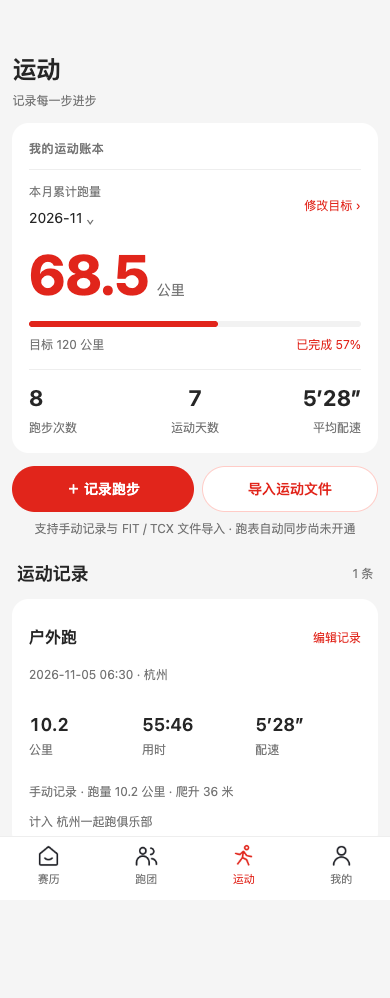 运动
记录每一步进步
我的运动账本
本月累计跑量
修改目标 ›
2026-11
68.5 公里
目标 120 公里
已完成 57%
8
7
5’28”
跑步次数
运动天数
平均配速
+ 记录跑步
导入运动文件
支持手动记录与 FIT / TCX 文件导入 · 跑表自动同步尚未开通
运动记录
1 条
户外跑
编辑记录
2026-11-05 06:30 · 杭州
10.2
55:46
5’28”
公里
用时
配速
手动记录 · 跑量 10.2 公里 · 爬升 36 米
计入 杭州一起跑俱乐部
赛历
跑团
运动
我的